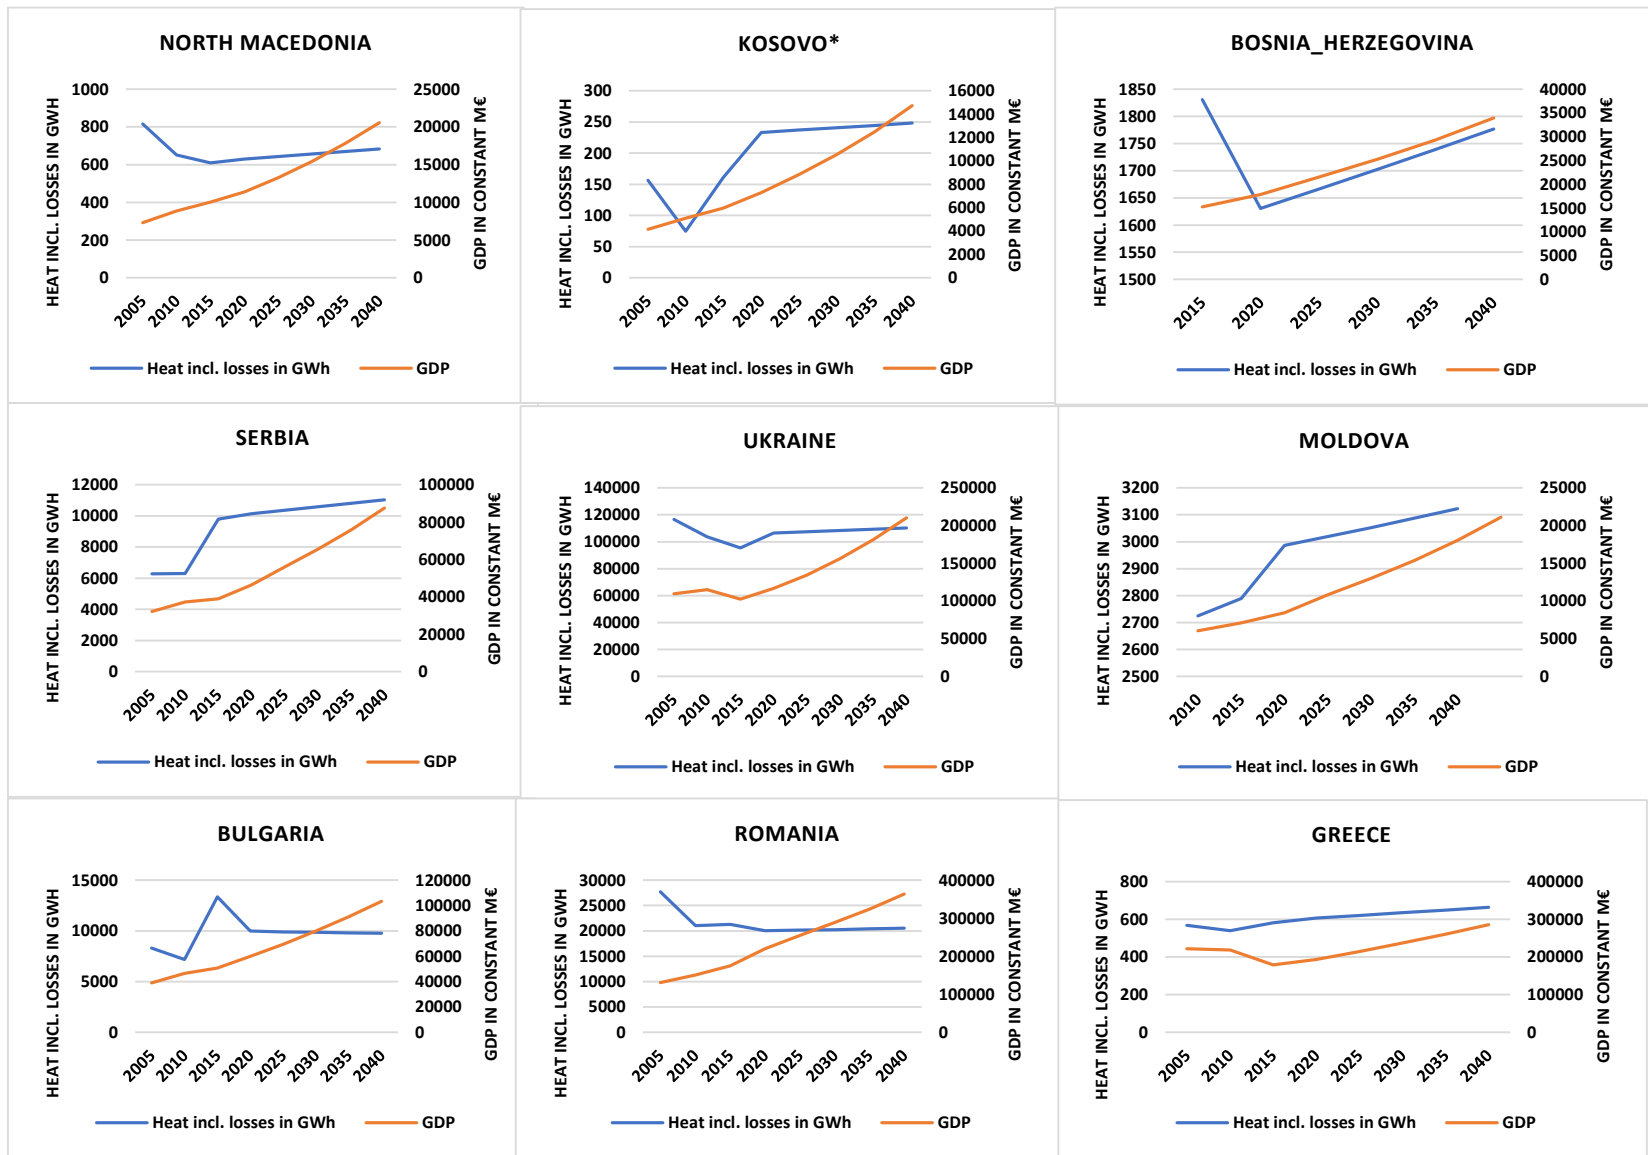 NORTH MACEDONIA
HEAT INCL. LOSSES IN GWH
1000
800
600
400
200
0
25000
20000
15000
10000
5000
0
GDP IN CONSTANT M€
2005 2010 2015 2020 2025 2030 2035 2040
Heat incl. losses in GWh GDP
KOSOVO*
HEAT INCL. LOSSES IN GWH
300
250
200
150
100
50
0
16000
14000
12000
10000
8000
6000
4000
2000
0
GDP IN CONSTANT M€
2005 2010 2015 2020 2025 2030 2035 2040
Heat incl. losses in GWh GDP
BOSNIA_HERZEGOVINA
HEAT INCL. LOSSES IN GWH
1850
1800
1750
1700
1650
1600
1550
1500
40000
35000
30000
25000
20000
15000
10000
5000
0
GDP IN CONSTANT M€
2015 2020 2025 2030 2035 2040
Heat incl. losses in GWh GDP
SERBIA
HEAT INCL. LOSSES IN GWH
12000
10000
8000
6000
4000
2000
0
100000
80000
60000
40000
20000
0
GDP IN CONSTANT M€
2005 2010 2015 2020 2025 2030 2035 2040
Heat incl. losses in GWh GDP
UKRAINE
HEAT INCL. LOSSES IN GWH
140000
120000
100000
80000
60000
40000
20000
0
250000
200000
150000
100000
50000
0
GDP IN CONSTANT M€
2005 2010 2015 2020 2025 2030 2035 2040
Heat incl. losses in GWh GDP
MOLDOVA
HEAT INCL. LOSSES IN GWH
3200
3100
3000
2900
2800
2700
2600
2500
25000
20000
15000
10000
5000
0
GDP IN CONSTANT M€
2010 2015 2020 2025 2030 2035 2040
Heat incl. losses in GWh GDP
BULGARIA
HEAT INCL. LOSSES IN GWH
15000
10000
5000
0
120000
100000
80000
60000
40000
20000
0
GDP IN CONSTANT M€
2005 2010 2015 2020 2025 2030 2035 2040
Heat incl. losses in GWh GDP
ROMANIA
HEAT INCL. LOSSES IN GWH
30000
25000
20000
15000
10000
5000
0
400000
300000
200000
100000
0
GDP IN CONSTANT M€
2005 2010 2015 2020 2025 2030 2035 2040
Heat incl. losses in GWh GDP
GREECE
HEAT INCL. LOSSES IN GWH
800
600
400
200
0
400000
300000
200000
100000
0
GDP IN CONSTANT M€
2005 2010 2015 2020 2025 2030 2035 2040
Heat incl. losses in GWh GDP